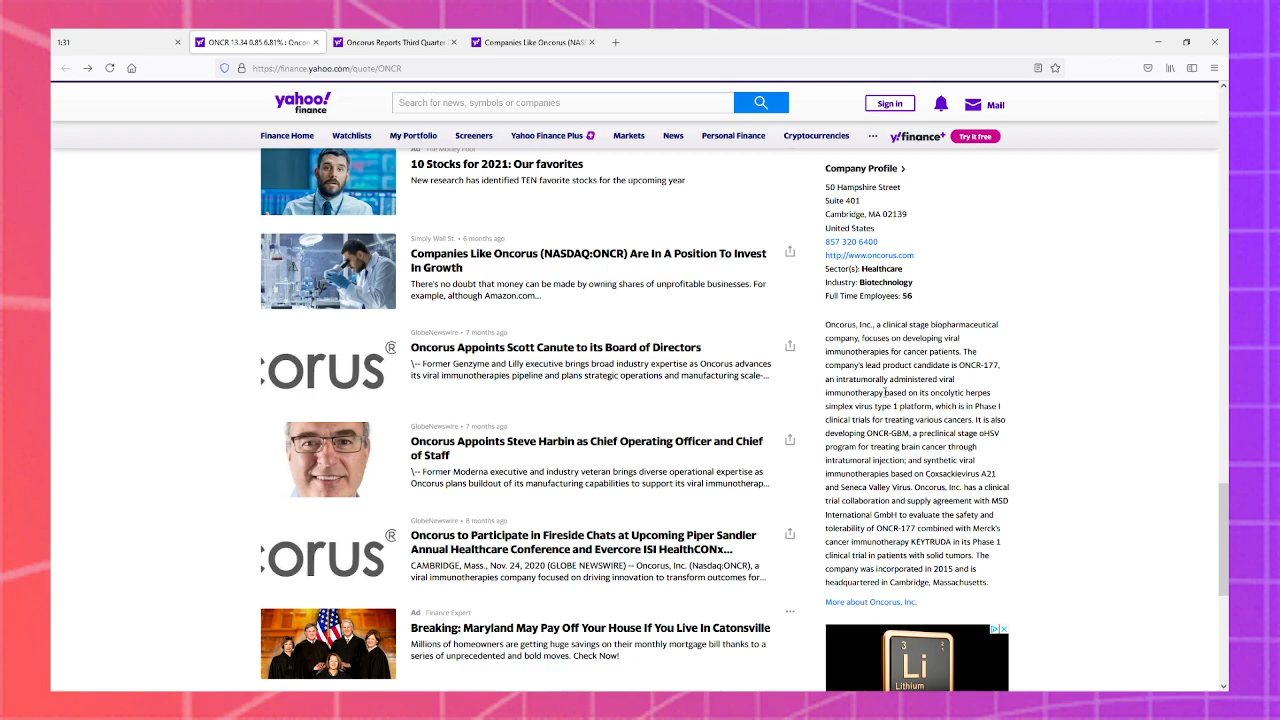 1:31
ONCR 13.34 0.85 6.81% : Oncor
Oncorus Reports Third Quarter
Companies Like Oncorus (NASD
https://finance.yahoo.com/quote/ONCR
yahoo!
finance
Search for news, symbols or companies
Sign in
Mail
Finance Home
Watchlists
My Portfolio
Screeners
Yahoo Finance Plus
Markets
News
Personal Finance
Cryptocurrencies
y!finance+
Try it free
Ad The Motley Fool
10 Stocks for 2021: Our favorites
New research has identified TEN favorite stocks for the upcoming year
Simply Wall St. • 6 months ago
Companies Like Oncorus (NASDAQ:ONCR) Are In A Position To Invest
In Growth
There's no doubt that money can be made by owning shares of unprofitable businesses. For
example, although Amazon.com...
corus®
GlobeNewswire • 7 months ago
Oncorus Appoints Scott Canute to its Board of Directors
\-- Former Genzyme and Lilly executive brings broad industry expertise as Oncorus advances
its viral immunotherapies pipeline and plans strategic operations and manufacturing scale-...
GlobeNewswire • 7 months ago
Oncorus Appoints Steve Harbin as Chief Operating Officer and Chief
of Staff
\-- Former Moderna executive and industry veteran brings diverse operational expertise as
Oncorus plans buildout of its manufacturing capabilities to support its viral immunotherap...
corus®
GlobeNewswire • 8 months ago
Oncorus to Participate in Fireside Chats at Upcoming Piper Sandler
Annual Healthcare Conference and Evercore ISI HealthCONx...
CAMBRIDGE, Mass., Nov. 24, 2020 (GLOBE NEWSWIRE) -- Oncorus, Inc. (Nasdaq:ONCR), a
viral immunotherapies company focused on driving innovation to transform outcomes for...
Ad Finance Expert
Breaking: Maryland May Pay Off Your House If You Live In Catonsville
Millions of homeowners are getting huge savings on their monthly mortgage bill thanks to a
series of unprecedented and bold moves. Check Now!
Company Profile
50 Hampshire Street
Suite 401
Cambridge, MA 02139
United States
857 320 6400
http://www.oncorus.com
Sector(s): Healthcare
Industry: Biotechnology
Full Time Employees: 56
Oncorus, Inc., a clinical stage biopharmaceutical
company, focuses on developing viral
immunotherapies for cancer patients. The
company's lead product candidate is ONCR-177,
an intratumorally administered viral
immunotherapy based on its oncolytic herpes
simplex virus type 1 platform, which is in Phase I
clinical trials for treating various cancers. It is also
developing ONCR-GBM, a preclinical stage oHSV
program for treating brain cancer through
intratumoral injection; and synthetic viral
immunotherapies based on Coxsackievirus A21
and Seneca Valley Virus. Oncorus, Inc. has a clinical
trial collaboration and supply agreement with MSD
International GmbH to evaluate the safety and
tolerability of ONCR-177 combined with Merck's
cancer immunotherapy KEYTRUDA in its Phase 1
clinical trial in patients with solid tumors. The
company was incorporated in 2015 and is
headquartered in Cambridge, Massachusetts.
More about Oncorus, Inc.
3
Li
Lithium